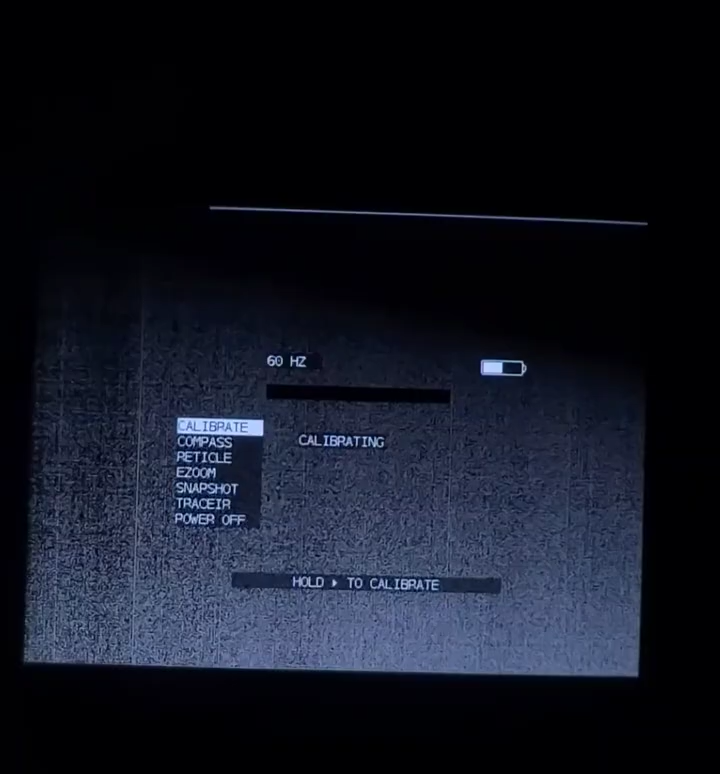 60 HZ
CALIBRATE
COMPASS
CALIBRATING
RETICLE
EZOOM
SNAPSHOT
TRACEIR
POWER OFF
HOLD ▸ TO CALIBRATE